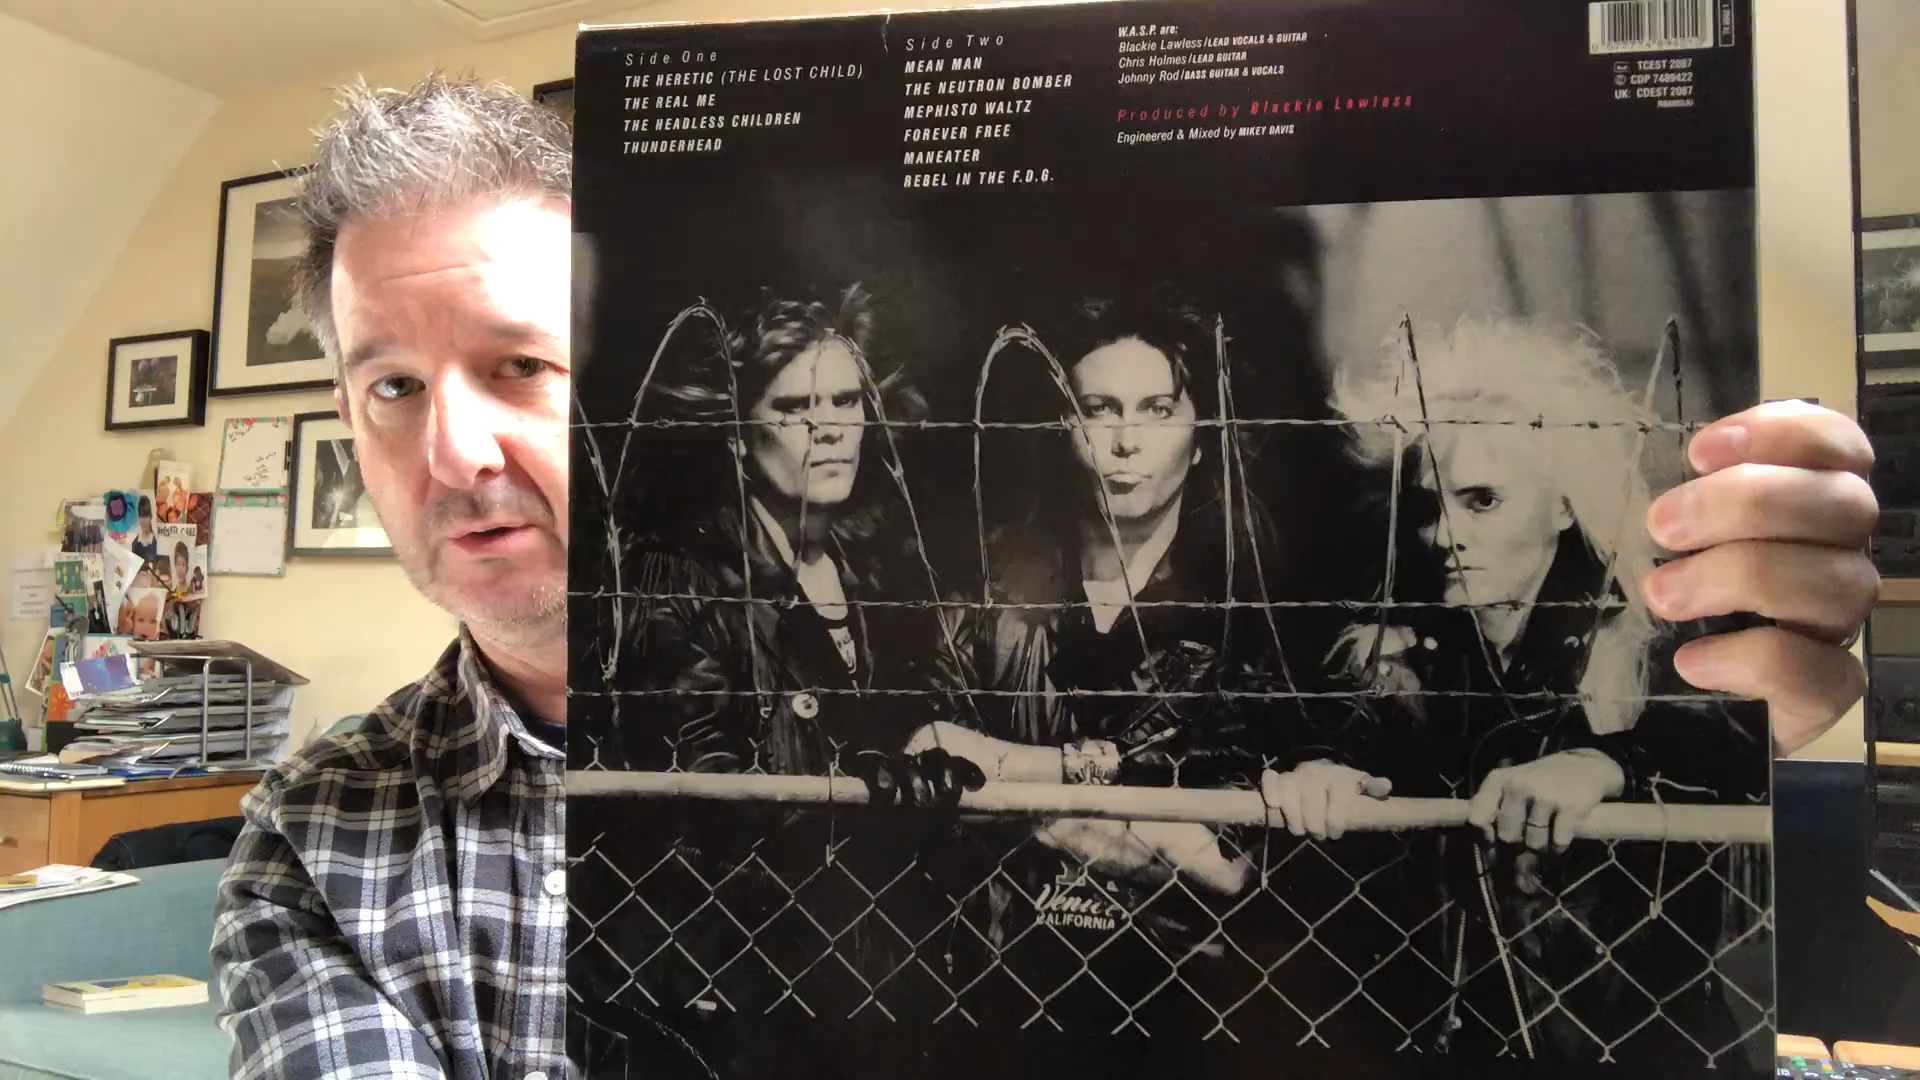 Side One
THE HERETIC (THE LOST CHILD)
THE REAL ME
THE HEADLESS CHILDREN
THUNDERHEAD
Side Two
MEAN MAN
THE NEUTRON BOMBER
MEPHISTO WALTZ
FOREVER FREE
MANEATER
REBEL IN THE F.D.G.
W.A.S.P. are:
Blackie Lawless/LEAD VOCALS & GUITAR
Chris Holmes/LEAD GUITAR
Johnny Rod/BASS GUITAR & VOCALS
Produced by Blackie Lawless
Engineered & Mixed by MIKEY DAVIS
TCEST 2087
CDP 7489422
UK: CDEST 2087
Venice,
CALIFORNIA